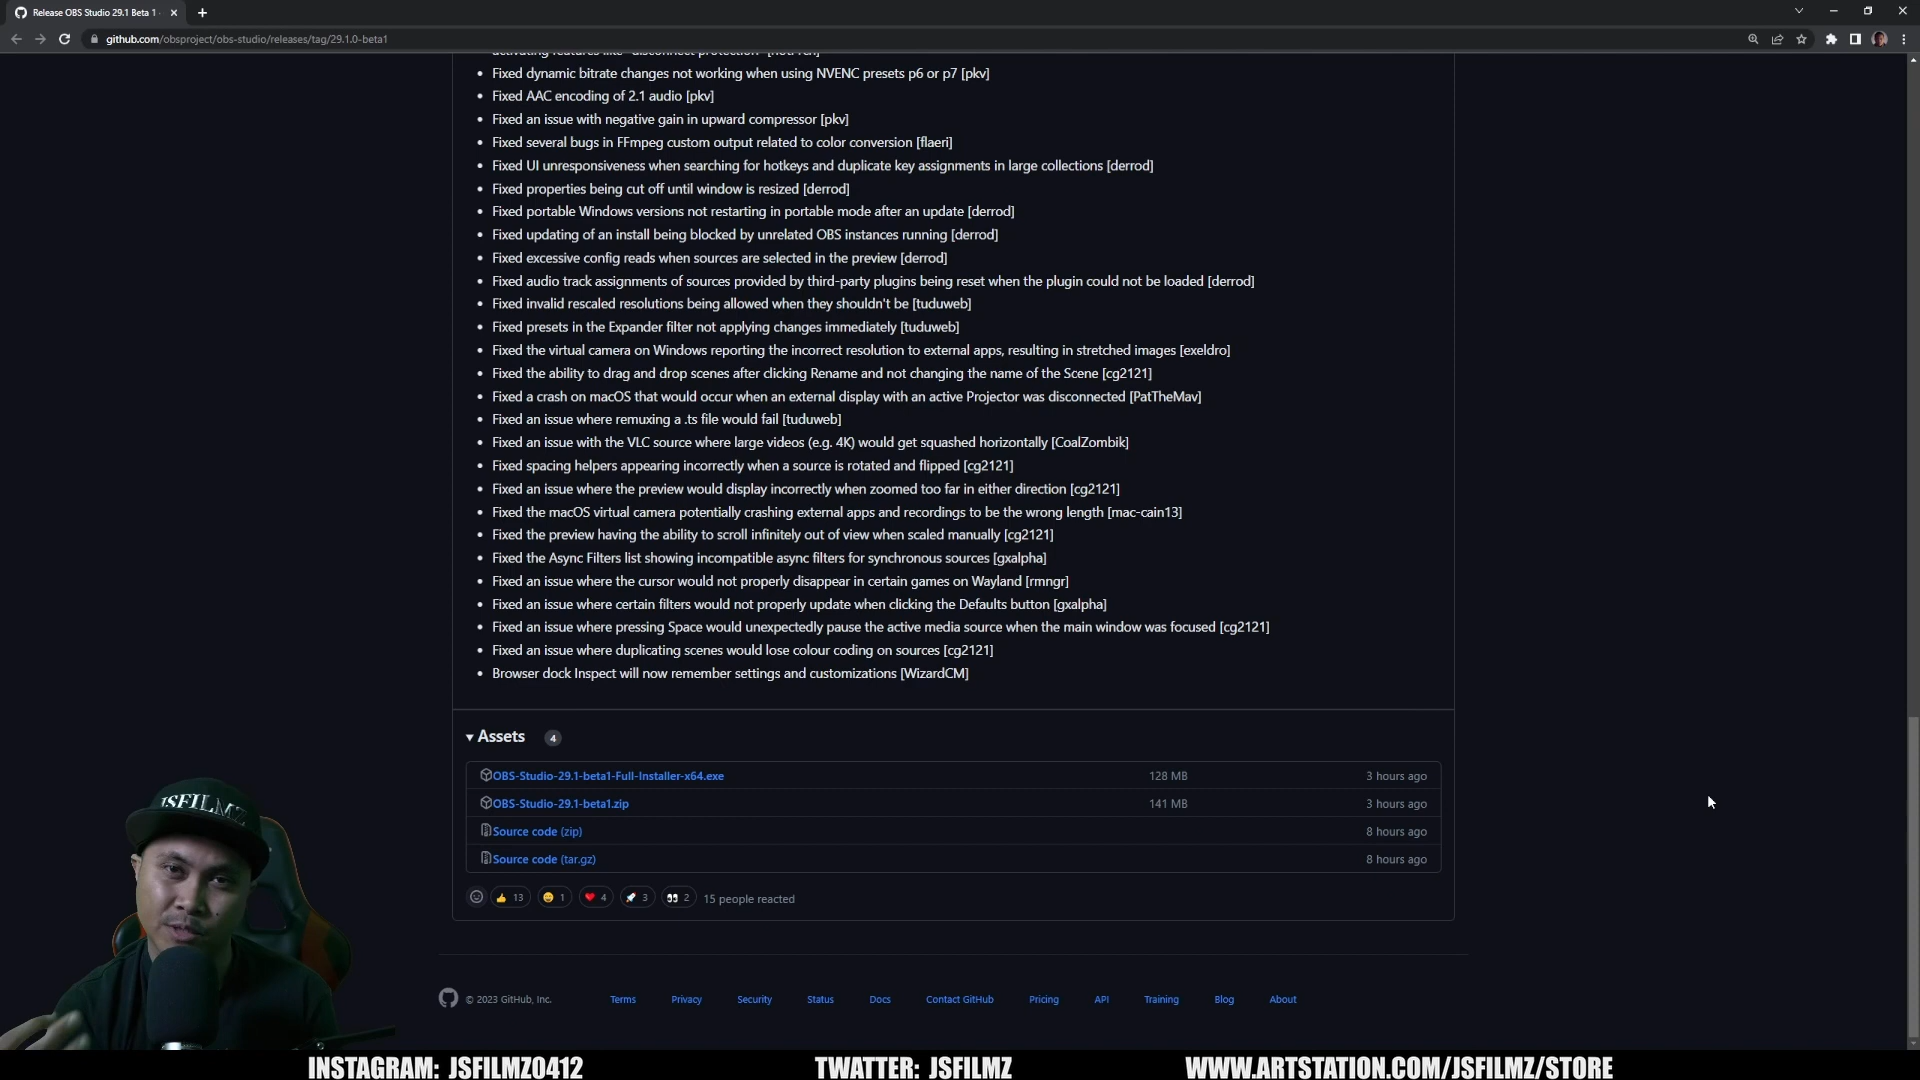 Release OBS Studio 29.1 Beta 1
github.com/obsproject/obs-studio/releases/tag/29.1.0-beta1
• Fixed dynamic bitrate changes not working when using NVENC presets p6 or p7 [pkv]
• Fixed AAC encoding of 2.1 audio [pkv]
• Fixed an issue with negative gain in upward compressor [pkv]
• Fixed several bugs in FFmpeg custom output related to color conversion [flaeri]
• Fixed UI unresponsiveness when searching for hotkeys and duplicate key assignments in large collections [derrod]
• Fixed properties being cut off until window is resized [derrod]
• Fixed portable Windows versions not restarting in portable mode after an update [derrod]
• Fixed updating of an install being blocked by unrelated OBS instances running [derrod]
• Fixed excessive config reads when sources are selected in the preview [derrod]
• Fixed audio track assignments of sources provided by third-party plugins being reset when the plugin could not be loaded [derrod]
• Fixed invalid rescaled resolutions being allowed when they shouldn't be [tuduweb]
• Fixed presets in the Expander filter not applying changes immediately [tuduweb]
• Fixed the virtual camera on Windows reporting the incorrect resolution to external apps, resulting in stretched images [exeldro]
• Fixed the ability to drag and drop scenes after clicking Rename and not changing the name of the Scene [cg2121]
• Fixed a crash on macOS that would occur when an external display with an active Projector was disconnected [PatTheMav]
• Fixed an issue where remuxing a .ts file would fail [tuduweb]
• Fixed an issue with the VLC source where large videos (e.g. 4K) would get squashed horizontally [CoalZombik]
• Fixed spacing helpers appearing incorrectly when a source is rotated and flipped [cg2121]
• Fixed an issue where the preview would display incorrectly when zoomed too far in either direction [cg2121]
• Fixed the macOS virtual camera potentially crashing external apps and recordings to be the wrong length [mac-cain13]
• Fixed the preview having the ability to scroll infinitely out of view when scaled manually [cg2121]
• Fixed the Async Filters list showing incompatible async filters for synchronous sources [gxalpha]
• Fixed an issue where the cursor would not properly disappear in certain games on Wayland [rmngr]
• Fixed an issue where certain filters would not properly update when clicking the Defaults button [gxalpha]
• Fixed an issue where pressing Space would unexpectedly pause the active media source when the main window was focused [cg2121]
• Fixed an issue where duplicating scenes would lose colour coding on sources [cg2121]
• Browser dock Inspect will now remember settings and customizations [WizardCM]
Assets 4
OBS-Studio-29.1-beta1-Full-Installer-x64.exe 128 MB 3 hours ago
OBS-Studio-29.1-beta1.zip 141 MB 3 hours ago
Source code (zip) 8 hours ago
Source code (tar.gz) 8 hours ago
13 1 4 3 2 15 people reacted
JSFILMZ
© 2023 GitHub, Inc. Terms Privacy Security Status Docs Contact GitHub Pricing API Training Blog About
INSTAGRAM: JSFILMZ0412 TWATTER: JSFILMZ WWW.ARTSTATION.COM/JSFILMZ/STORE